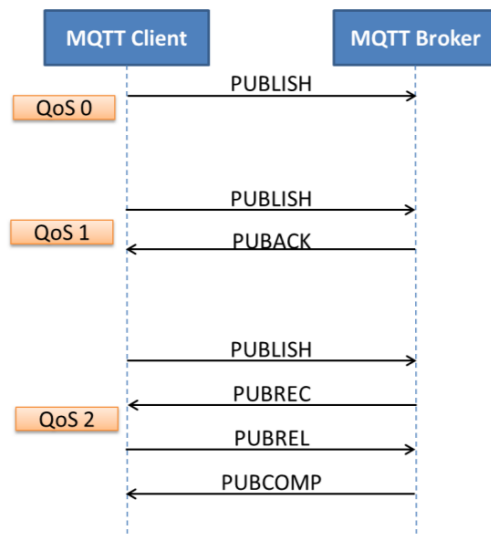 MQTT Client
MQTT Broker
PUBLISH
QoS 0
PUBLISH
QoS 1
PUBACK
PUBLISH
PUBREC
QoS 2
PUBREL
PUBCOMP